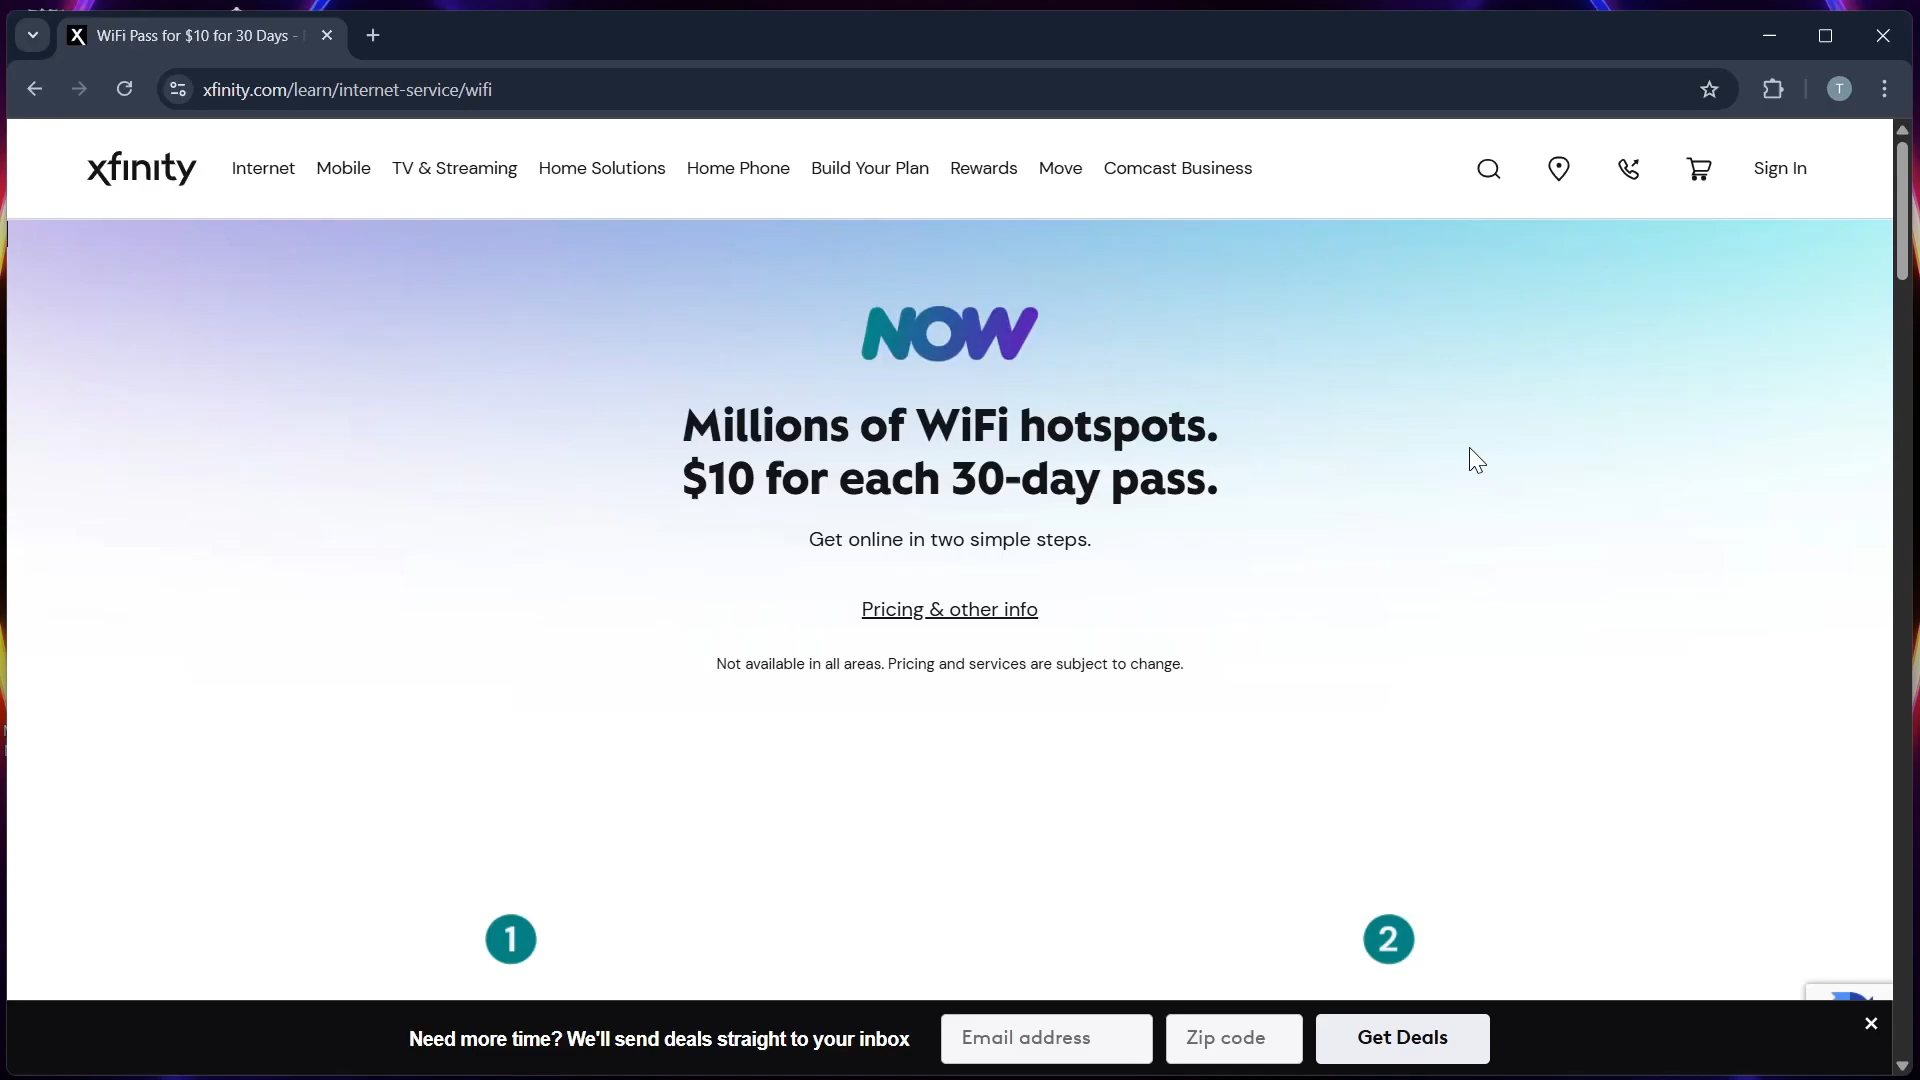 WiFi Pass for $10 for 30 Days -
xfinity.com/learn/internet-service/wifi
T
xfinity
Internet
Mobile
TV & Streaming
Home Solutions
Home Phone
Build Your Plan
Rewards
Move
Comcast Business
Sign In
NOW
Millions of WiFi hotspots.
$10 for each 30-day pass.
Get online in two simple steps.
Pricing & other info
Not available in all areas. Pricing and services are subject to change.
1
2
Need more time? We'll send deals straight to your inbox
Email address
Zip code
Get Deals